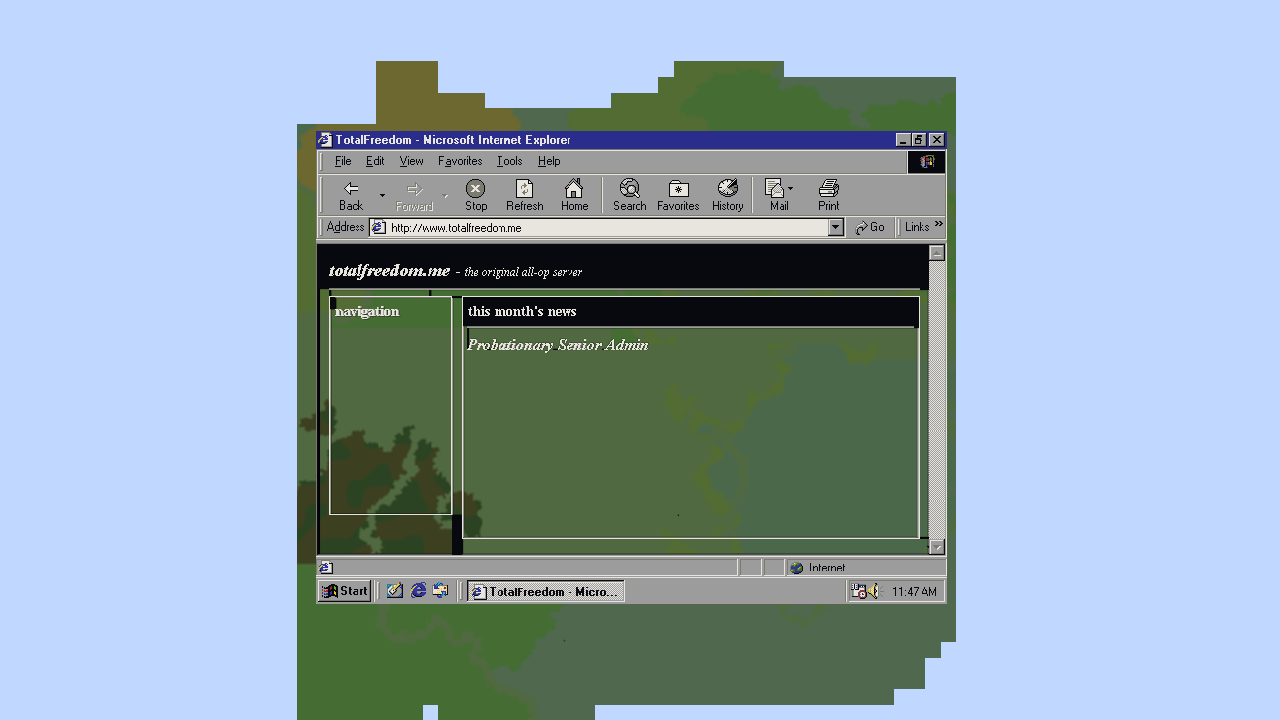 TotalFreedom - Microsoft Internet Explorer
File Edit View Favorites Tools Help
Back Forward Stop Refresh Home Search Favorites History Mail Print
Address http://www.totalfreedom.me Go Links »
totalfreedom.me - the original all-op server
navigation
this month's news
Probationary Senior Admin
Internet
Start TotalFreedom - Micro... 11:47 AM